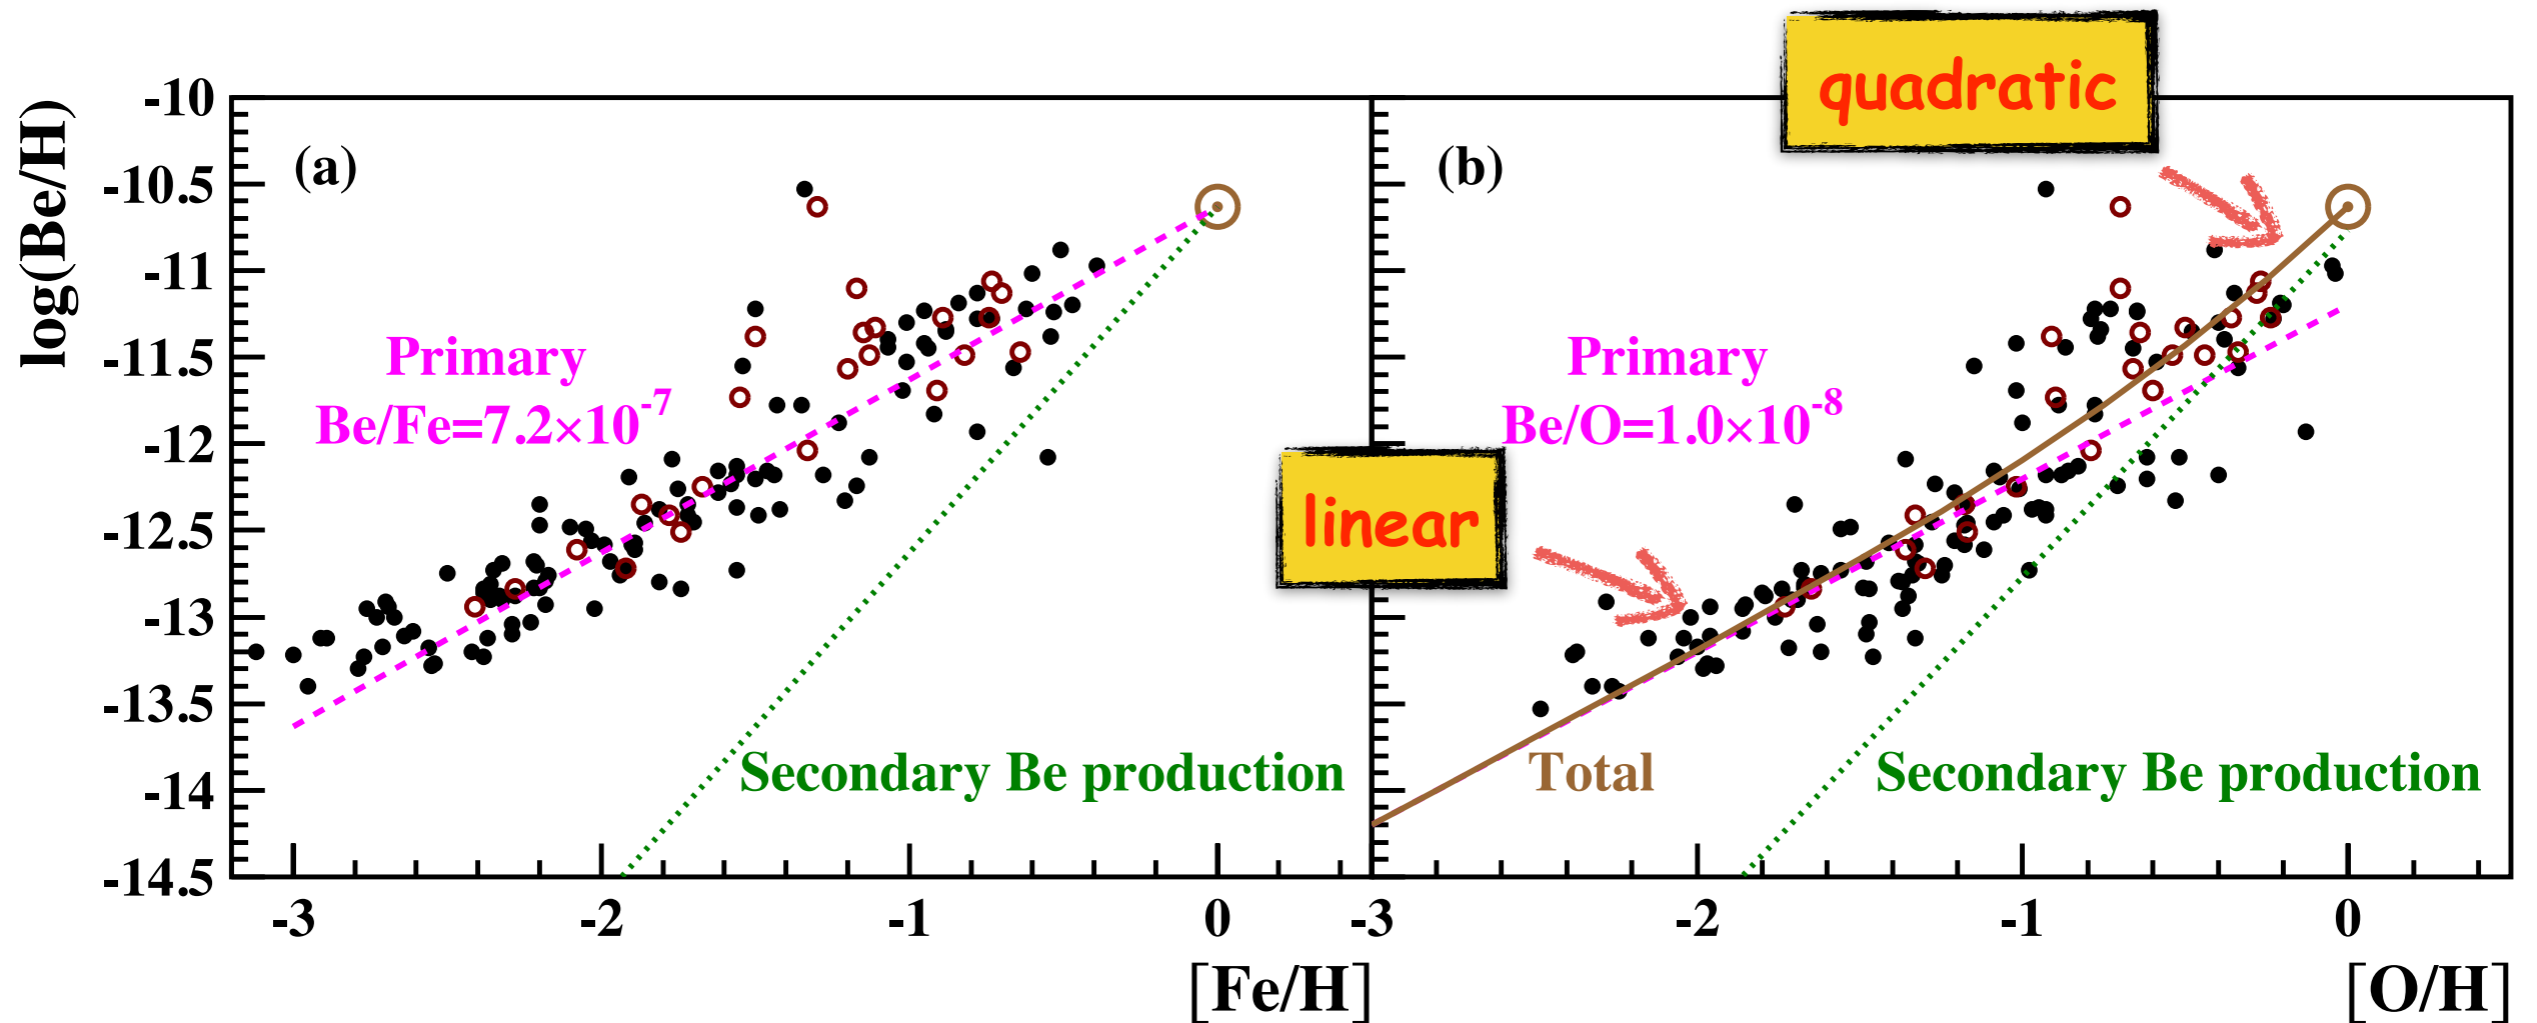 quadratic
-10
-10.5
-11
-11.5
-12
-12.5
-13
-13.5
-14
-14.5
log(Be/H)
(a)
Primary
Be/Fe=7.2×10-7
Secondary Be production
-3
-2
-1
0
[Fe/H]
(b)
Primary
Be/O=1.0×10-8
linear
Total
Secondary Be production
-3
-2
-1
0
[O/H]